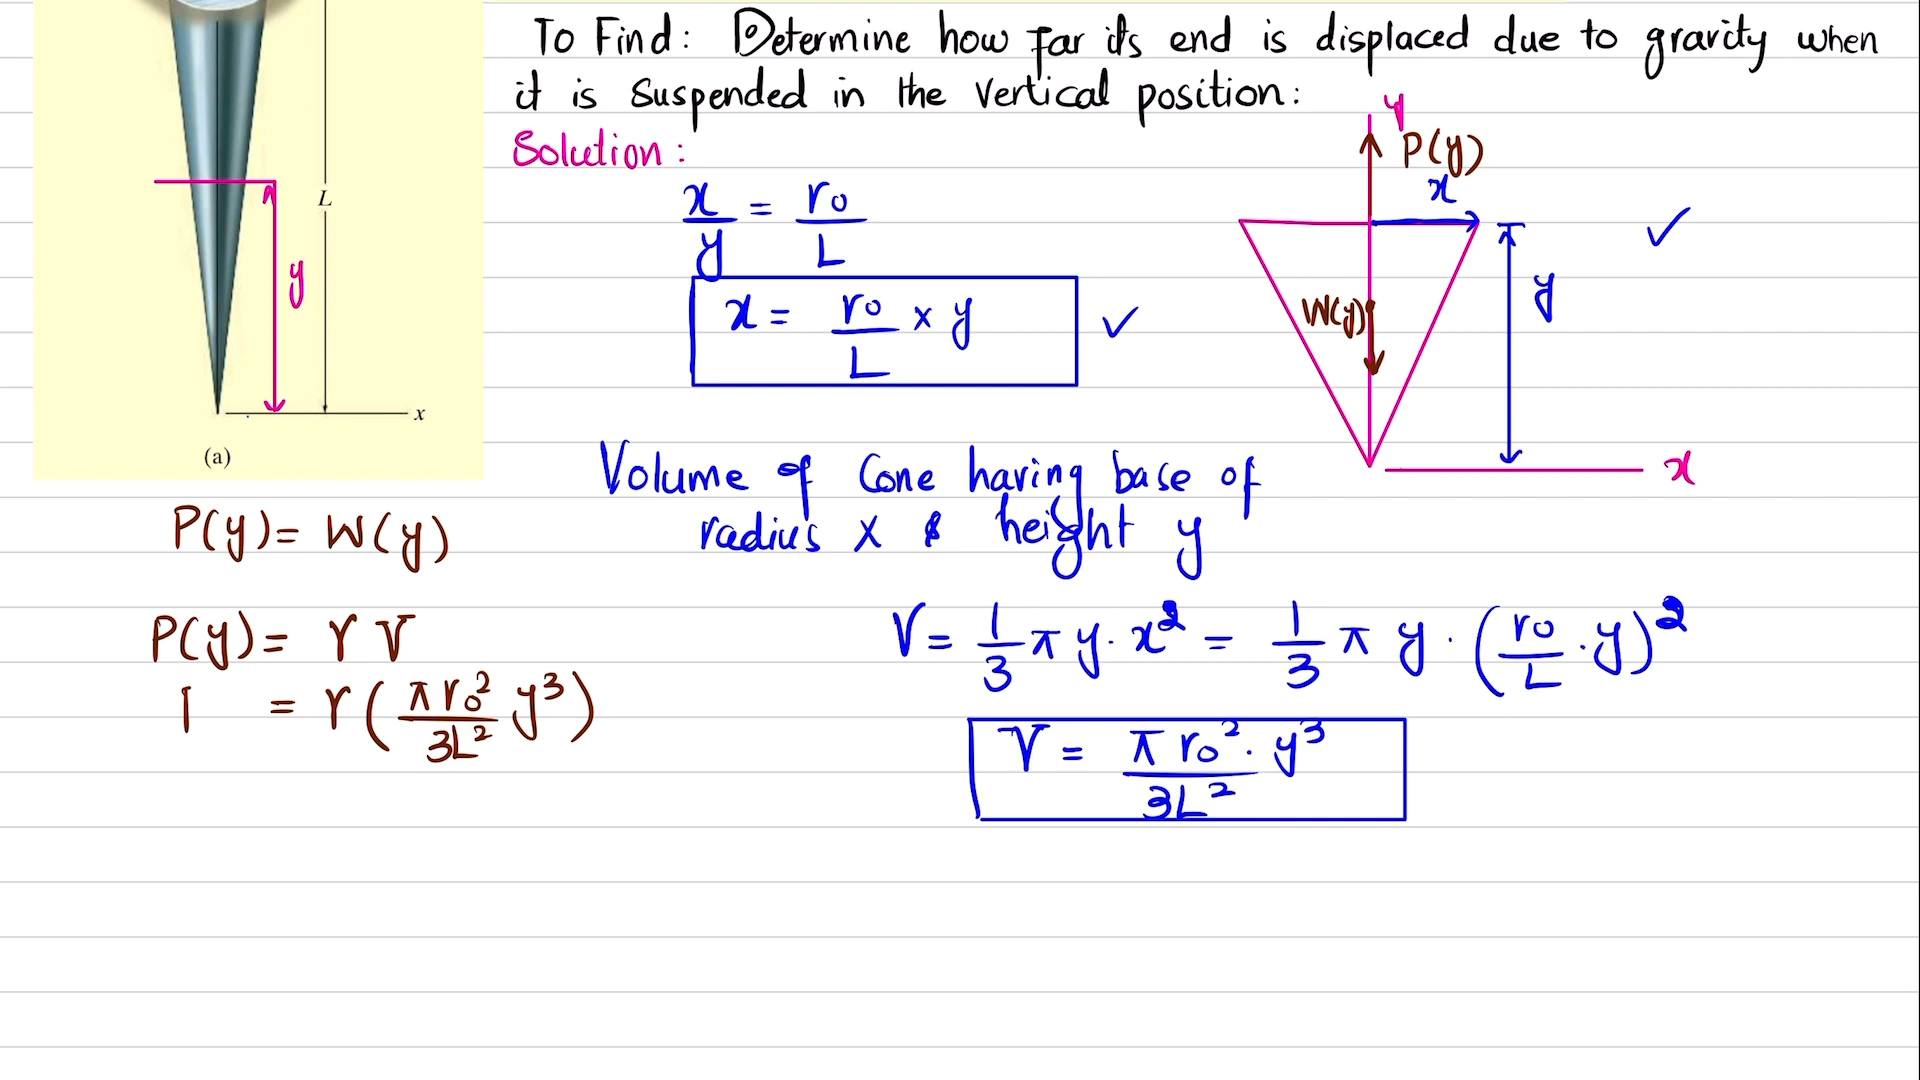 To Find: Determine how far its end is displaced due to gravity when
it is suspended in the vertical position:
Solution:
x/y = r₀/L
x = r₀/L × y ✓
y
P(y)
x
✓
W(y)
y
x
L
y
x
(a)
Volume of Cone having base of
radius x & height y
P(y) = W(y)
P(y) = γ V
= γ ( π r₀² / 3L² y³ )
V = 1/3 π y · x² = 1/3 π y · ( r₀/L · y )²
V = π r₀² · y³ / 3L²